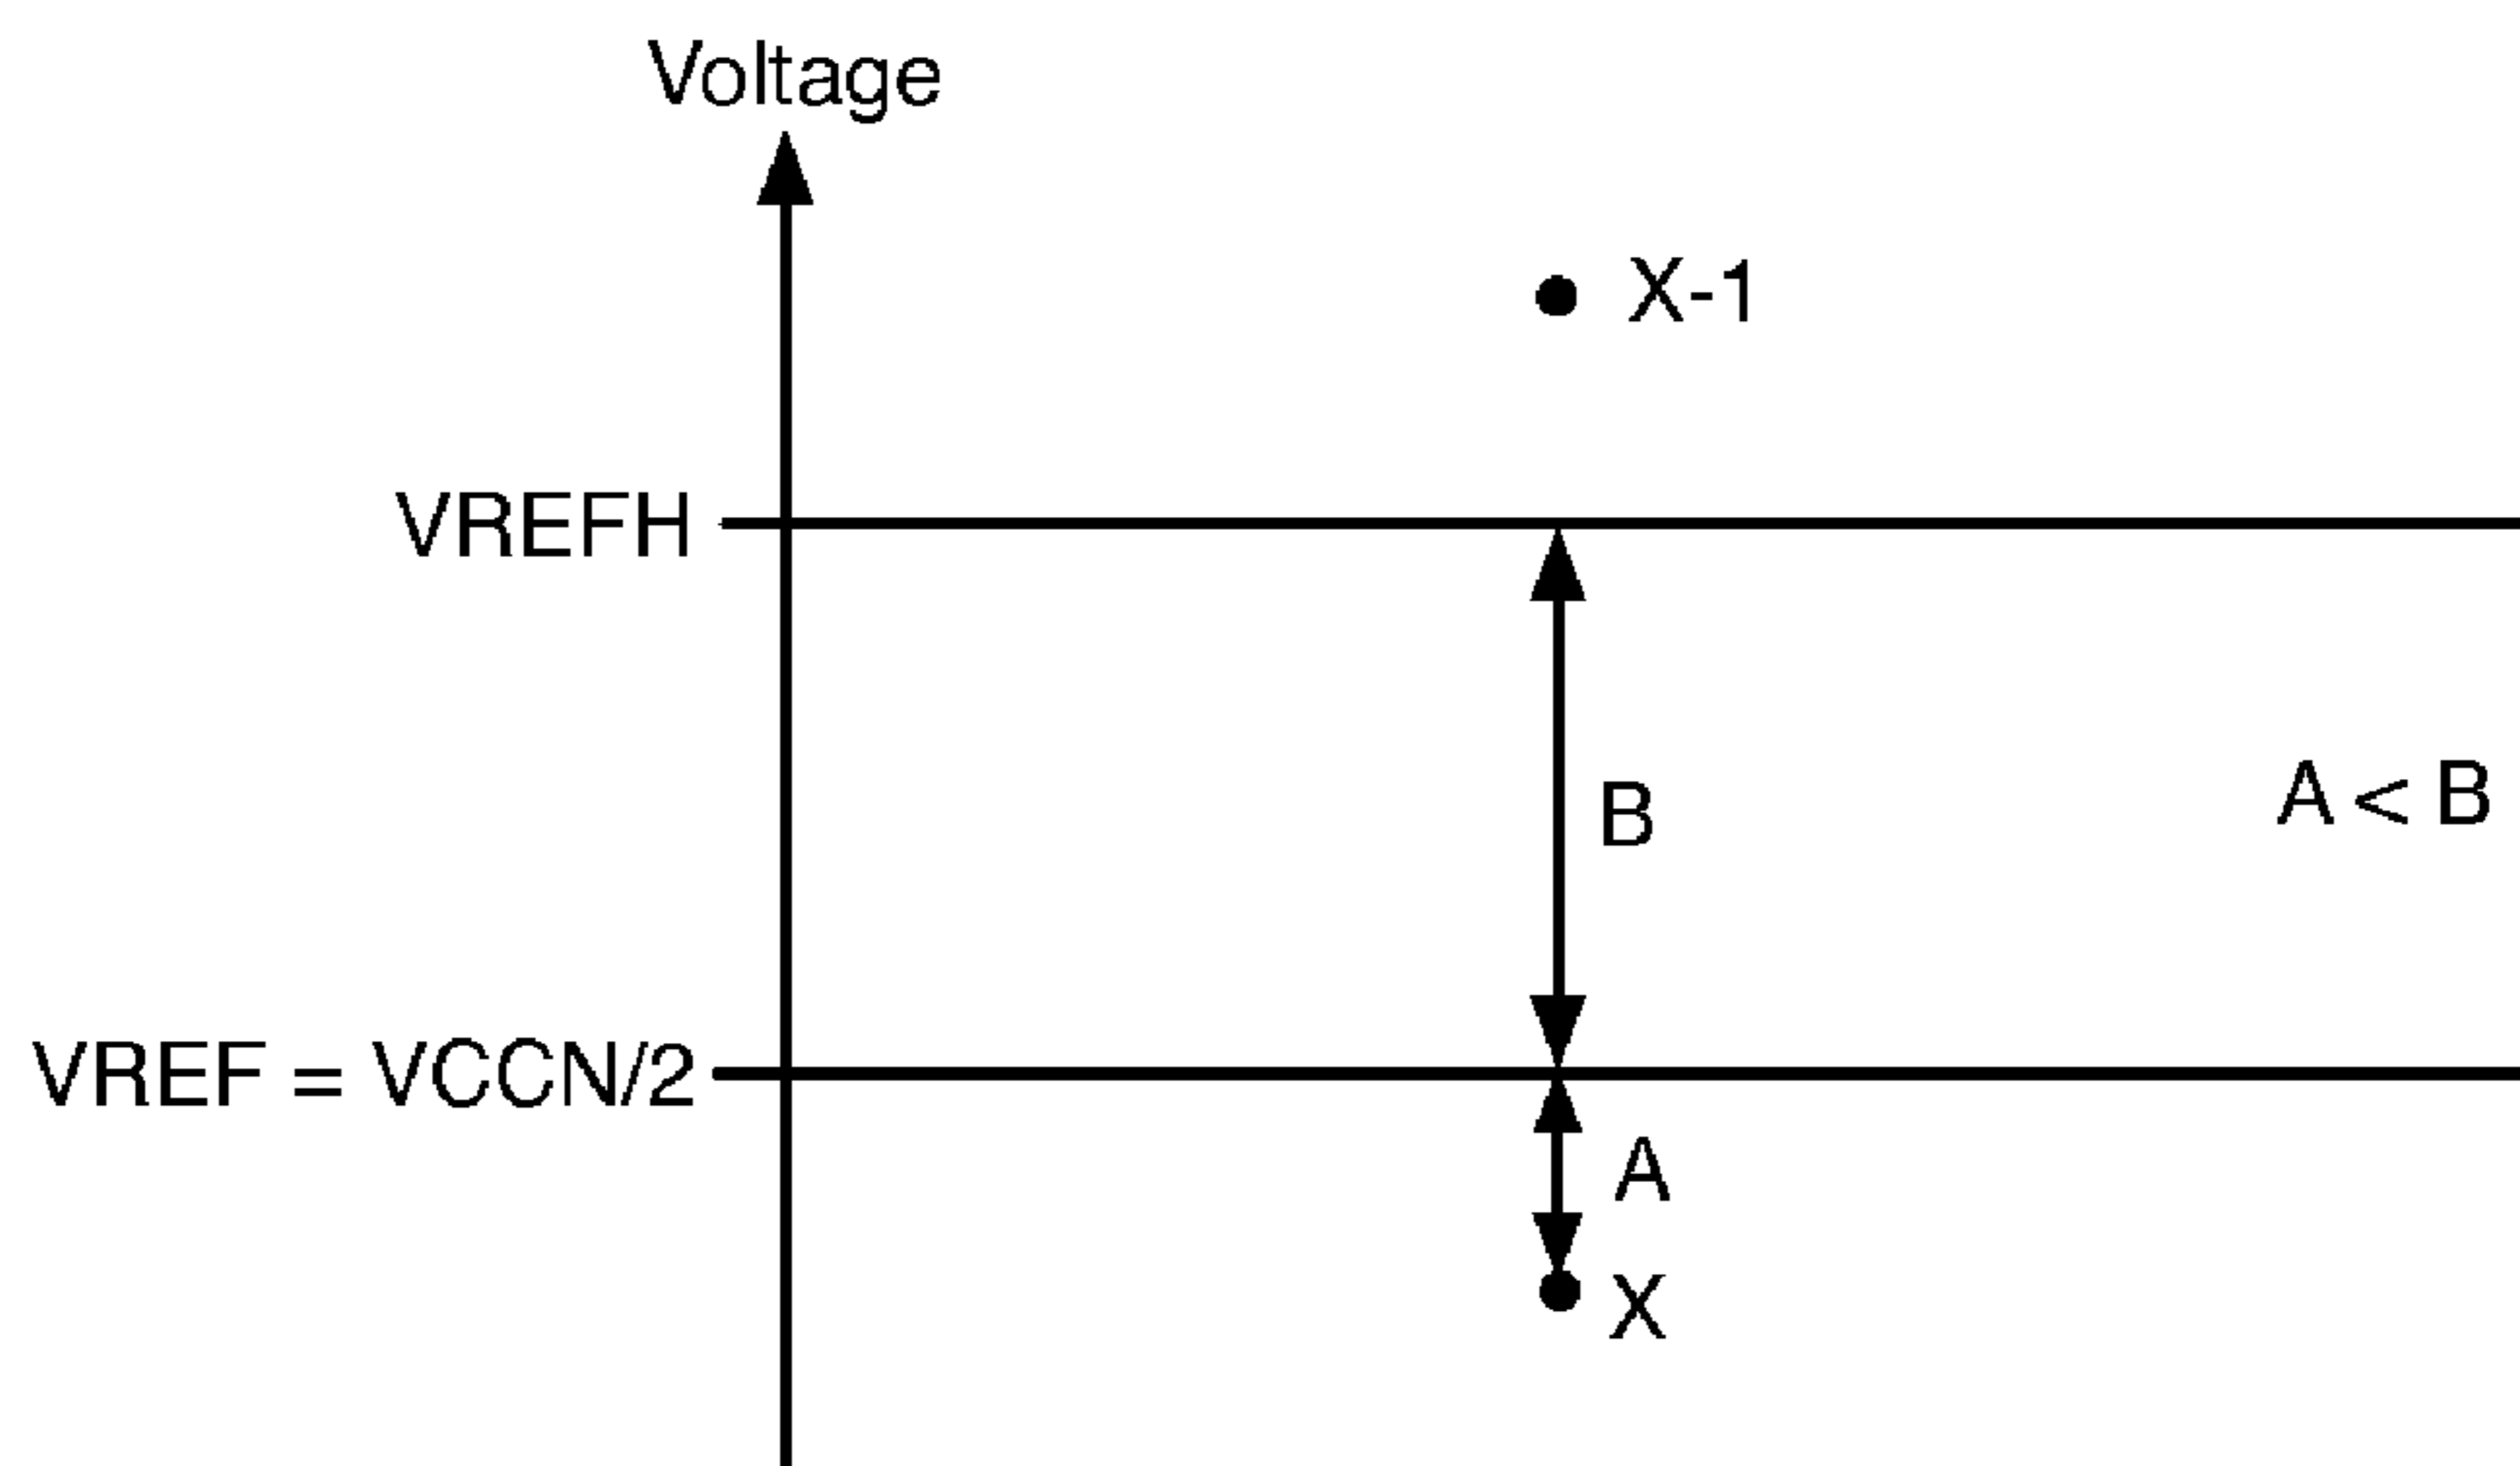 Voltage
X-1
VREFH
B
A < B
VREF = VCCN/2
A
X